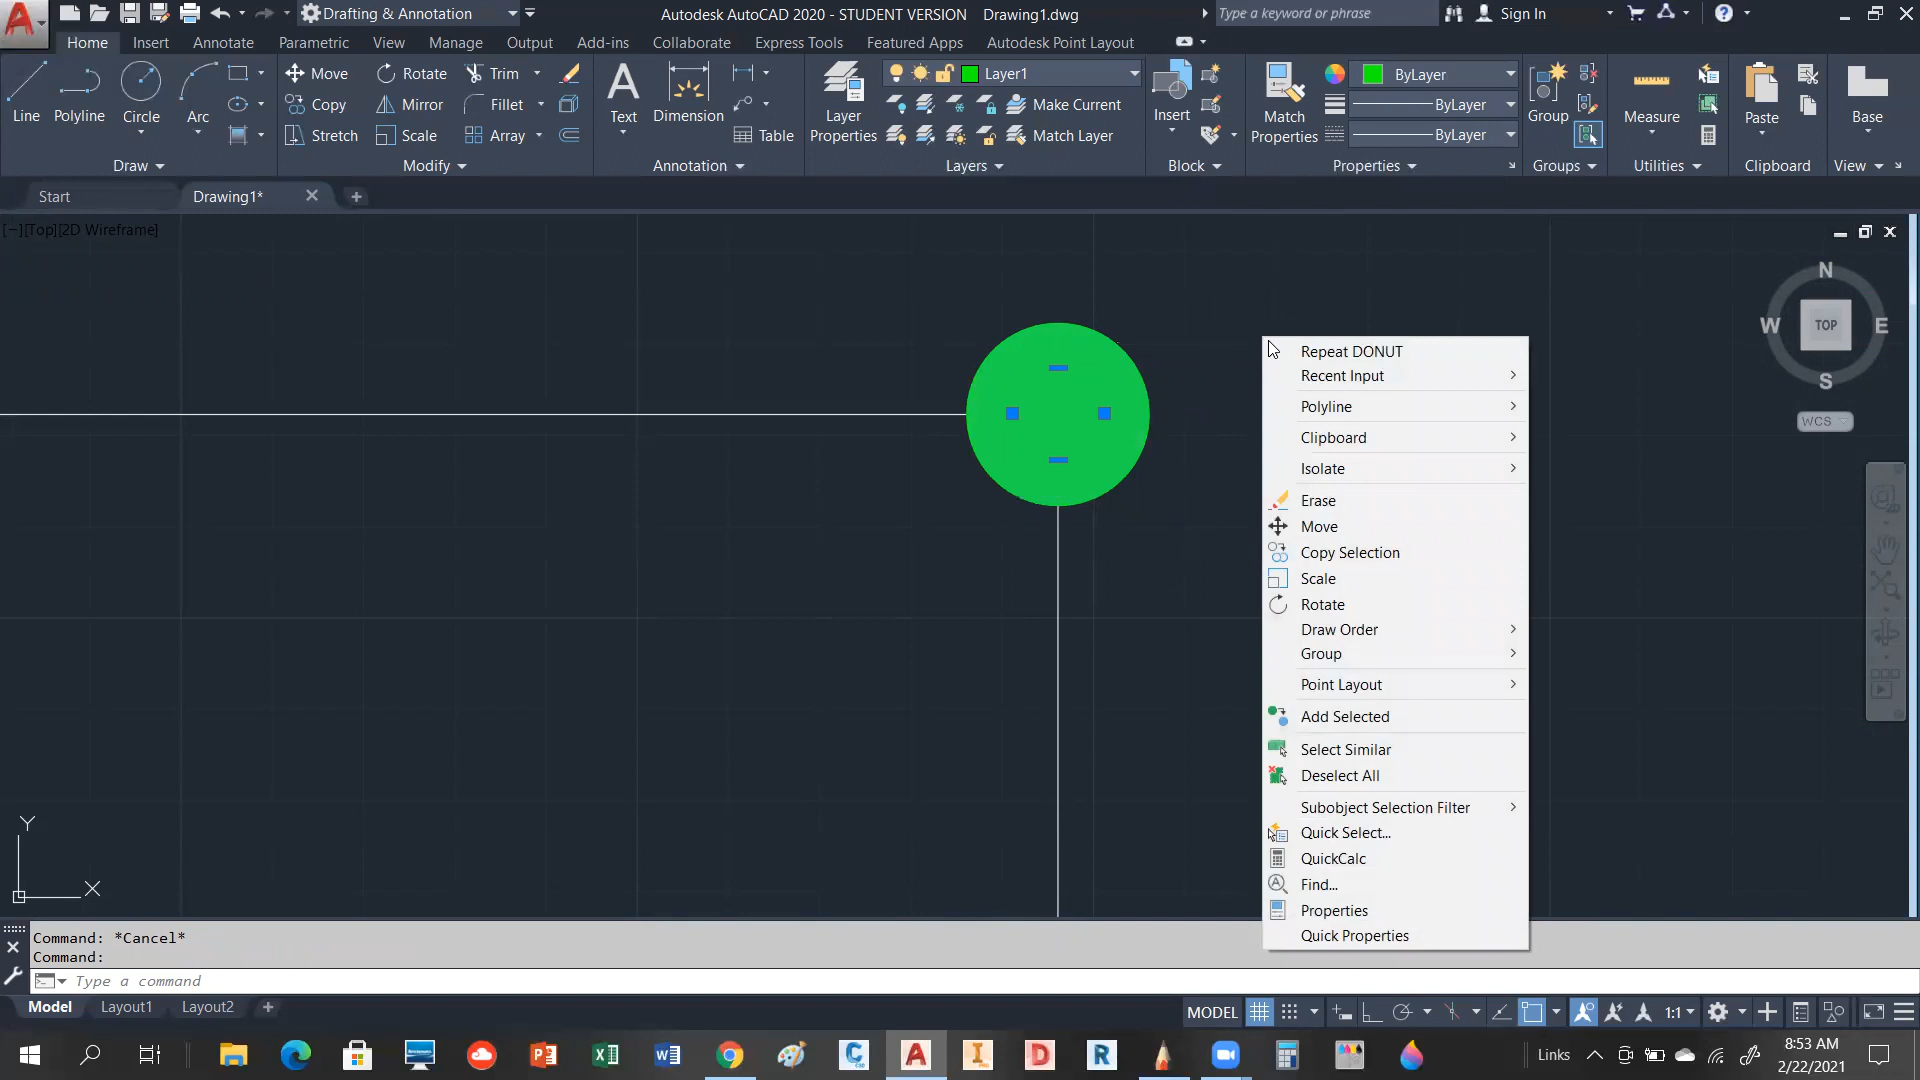 Drafting & Annotation
Autodesk AutoCAD 2020 - STUDENT VERSION Drawing1.dwg
Type a keyword or phrase
Sign In
Home Insert Annotate Parametric View Manage Output Add-ins Collaborate Express Tools Featured Apps Autodesk Point Layout
Move Rotate Trim
Layer1
ByLayer
Copy Mirror Fillet
Make Current
ByLayer
Line Polyline Circle Arc
Text Dimension
Layer Properties
Insert
Match Properties
Group
Measure
Paste
Base
Stretch Scale Array
Table
Match Layer
ByLayer
Draw Modify Annotation Layers Block Properties Groups Utilities Clipboard View
Start Drawing1*
[−][Top][2D Wireframe]
N
W TOP E
S
WCS
Repeat DONUT
Recent Input
Polyline
Clipboard
Isolate
Erase
Move
Copy Selection
Scale
Rotate
Draw Order
Group
Point Layout
Add Selected
Select Similar
Deselect All
Subobject Selection Filter
Quick Select...
QuickCalc
Find...
Properties
Quick Properties
Y
X
Command: *Cancel*
Command:
Type a command
Model Layout1 Layout2
MODEL
1:1
Links
8:53 AM
2/22/2021